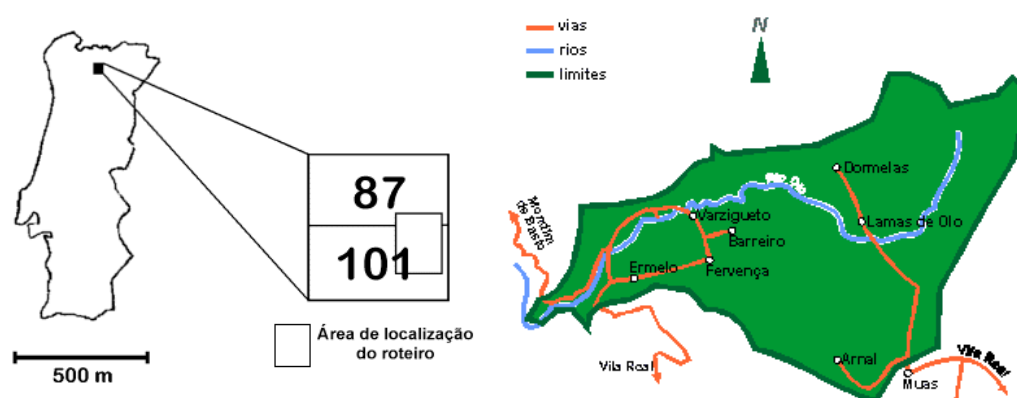 87
101
Área de localização
do roteiro
500 m
vias
rios
limites
N
Mondim
de Basto
Rio Olo
Dornelas
Varzigueto
Lamas de Olo
Barreiro
Ermelo
Fervença
Vila Real
Arnal
Muas
Vila Real